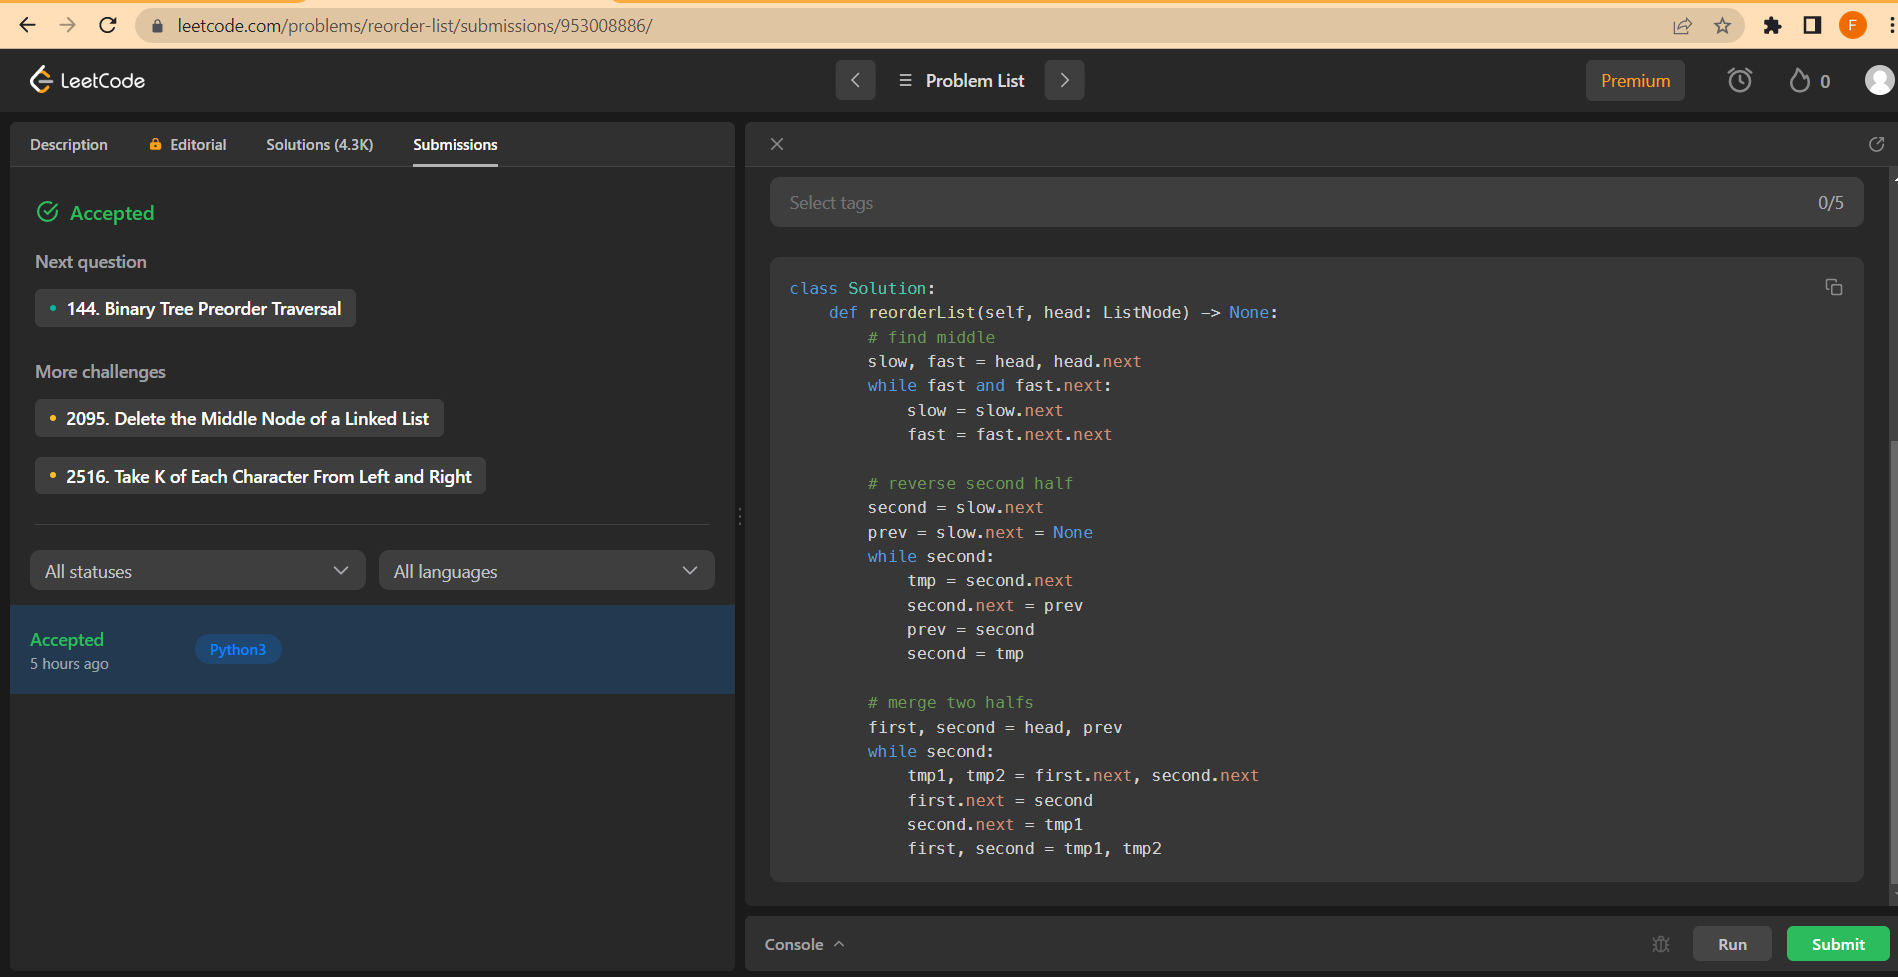 leetcode.com/problems/reorder-list/submissions/953008886/
F
LeetCode
Problem List
Premium
0
Description
Editorial
Solutions (4.3K)
Submissions
Accepted
Next question
144. Binary Tree Preorder Traversal
More challenges
2095. Delete the Middle Node of a Linked List
2516. Take K of Each Character From Left and Right
All statuses
All languages
Accepted
5 hours ago
Python3
Select tags
0/5
class Solution:
    def reorderList(self, head: ListNode) -> None:
        # find middle
        slow, fast = head, head.next
        while fast and fast.next:
            slow = slow.next
            fast = fast.next.next

        # reverse second half
        second = slow.next
        prev = slow.next = None
        while second:
            tmp = second.next
            second.next = prev
            prev = second
            second = tmp

        # merge two halfs
        first, second = head, prev
        while second:
            tmp1, tmp2 = first.next, second.next
            first.next = second
            second.next = tmp1
            first, second = tmp1, tmp2
Console
Run
Submit